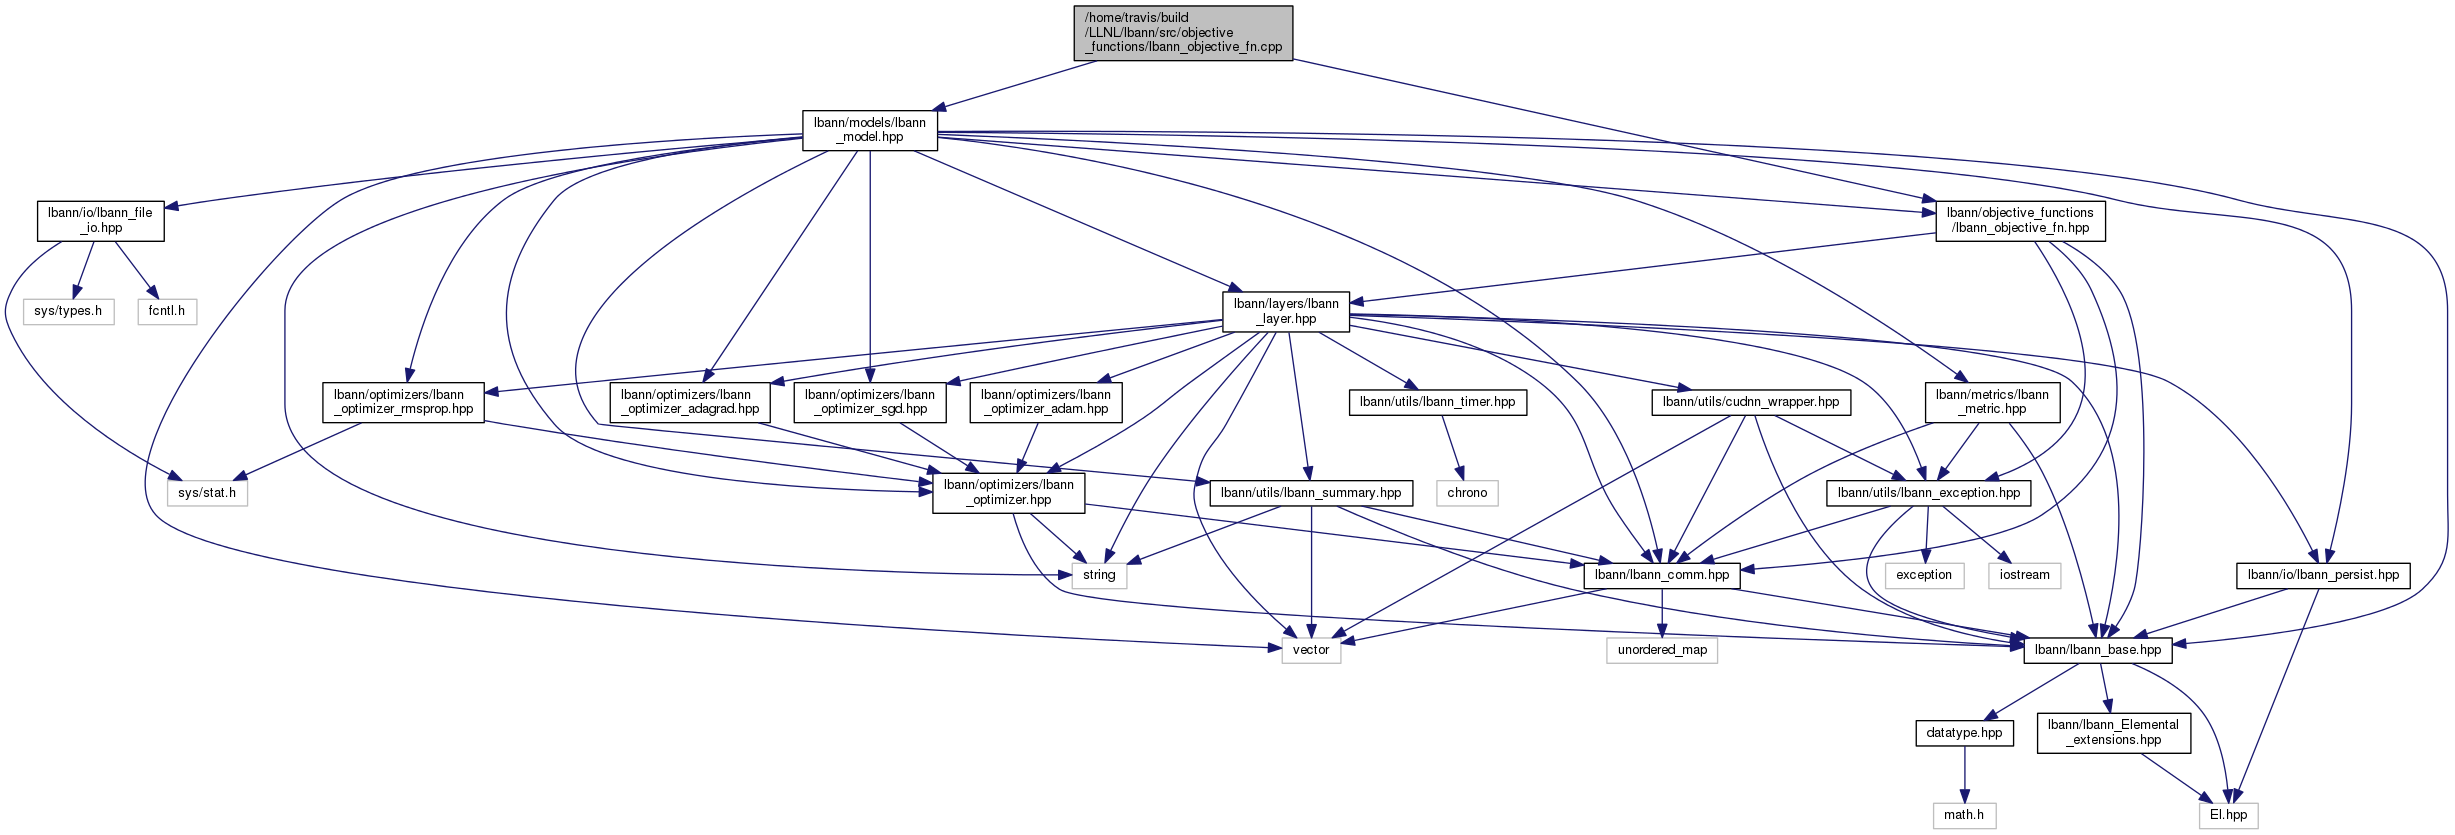 /home/travis/build
/LLNL/lbann/src/objective
_functions/lbann_objective_fn.cpp
lbann/models/lbann
_model.hpp
lbann/io/lbann_file
_io.hpp
lbann/objective_functions
/lbann_objective_fn.hpp
sys/types.h
fcntl.h
lbann/layers/lbann
_layer.hpp
lbann/optimizers/lbann
_optimizer_rmsprop.hpp
lbann/optimizers/lbann
_optimizer_adagrad.hpp
lbann/optimizers/lbann
_optimizer_sgd.hpp
lbann/optimizers/lbann
_optimizer_adam.hpp
lbann/utils/lbann_timer.hpp
lbann/utils/cudnn_wrapper.hpp
lbann/metrics/lbann
_metric.hpp
sys/stat.h
lbann/optimizers/lbann
_optimizer.hpp
lbann/utils/lbann_summary.hpp
chrono
lbann/utils/lbann_exception.hpp
string
lbann/lbann_comm.hpp
exception
iostream
lbann/io/lbann_persist.hpp
vector
unordered_map
lbann/lbann_base.hpp
datatype.hpp
lbann/lbann_Elemental
_extensions.hpp
math.h
El.hpp